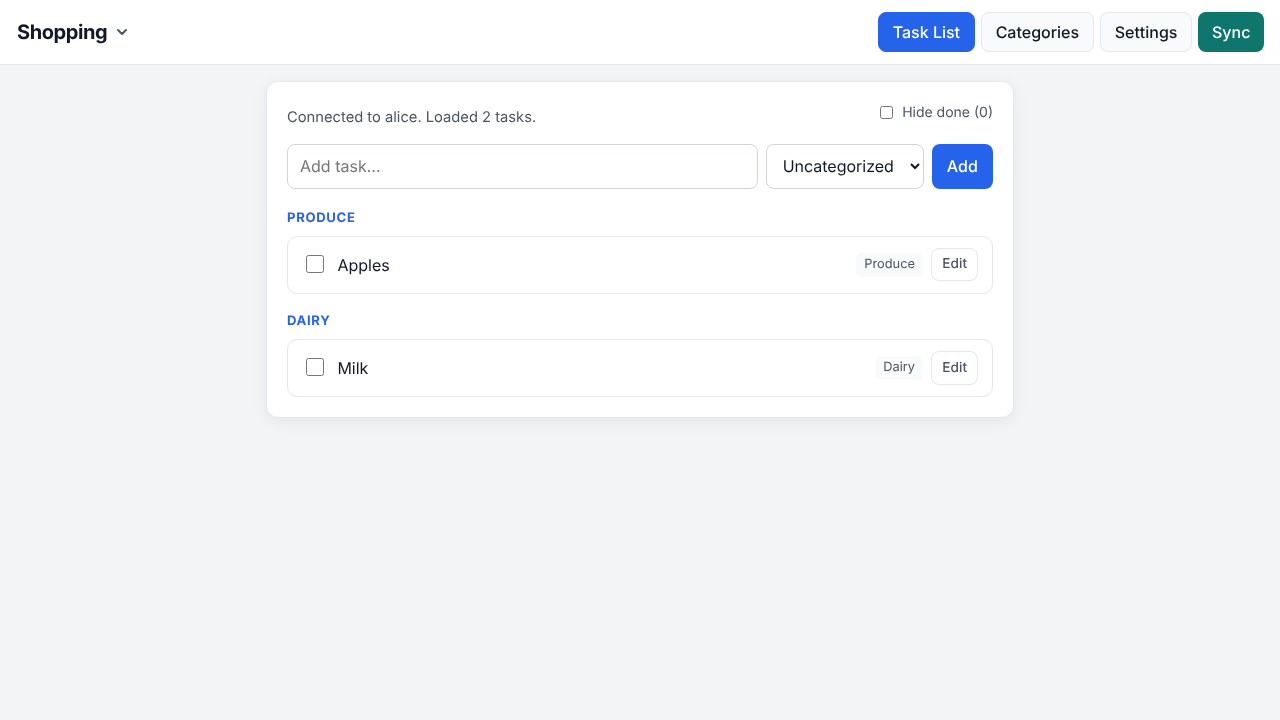 Shopping
Task List
Categories
Settings
Sync
Connected to alice. Loaded 2 tasks.
Hide done (0)
Add task...
Uncategorized
Add
PRODUCE
Apples
Produce
Edit
DAIRY
Milk
Dairy
Edit